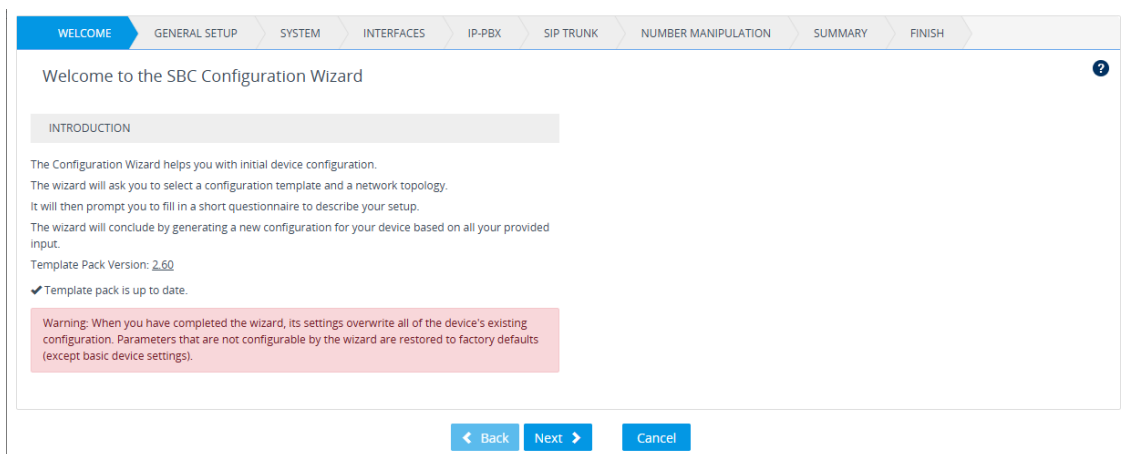 WELCOME GENERAL SETUP SYSTEM INTERFACES IP-PBX SIP TRUNK NUMBER MANIPULATION SUMMARY FINISH
Welcome to the SBC Configuration Wizard
?
INTRODUCTION
The Configuration Wizard helps you with initial device configuration.
The wizard will ask you to select a configuration template and a network topology.
It will then prompt you to fill in a short questionnaire to describe your setup.
The wizard will conclude by generating a new configuration for your device based on all your provided
input.
Template Pack Version: 2.60
✔ Template pack is up to date.
Warning: When you have completed the wizard, its settings overwrite all of the device's existing
configuration. Parameters that are not configurable by the wizard are restored to factory defaults
(except basic device settings).
Back Next Cancel